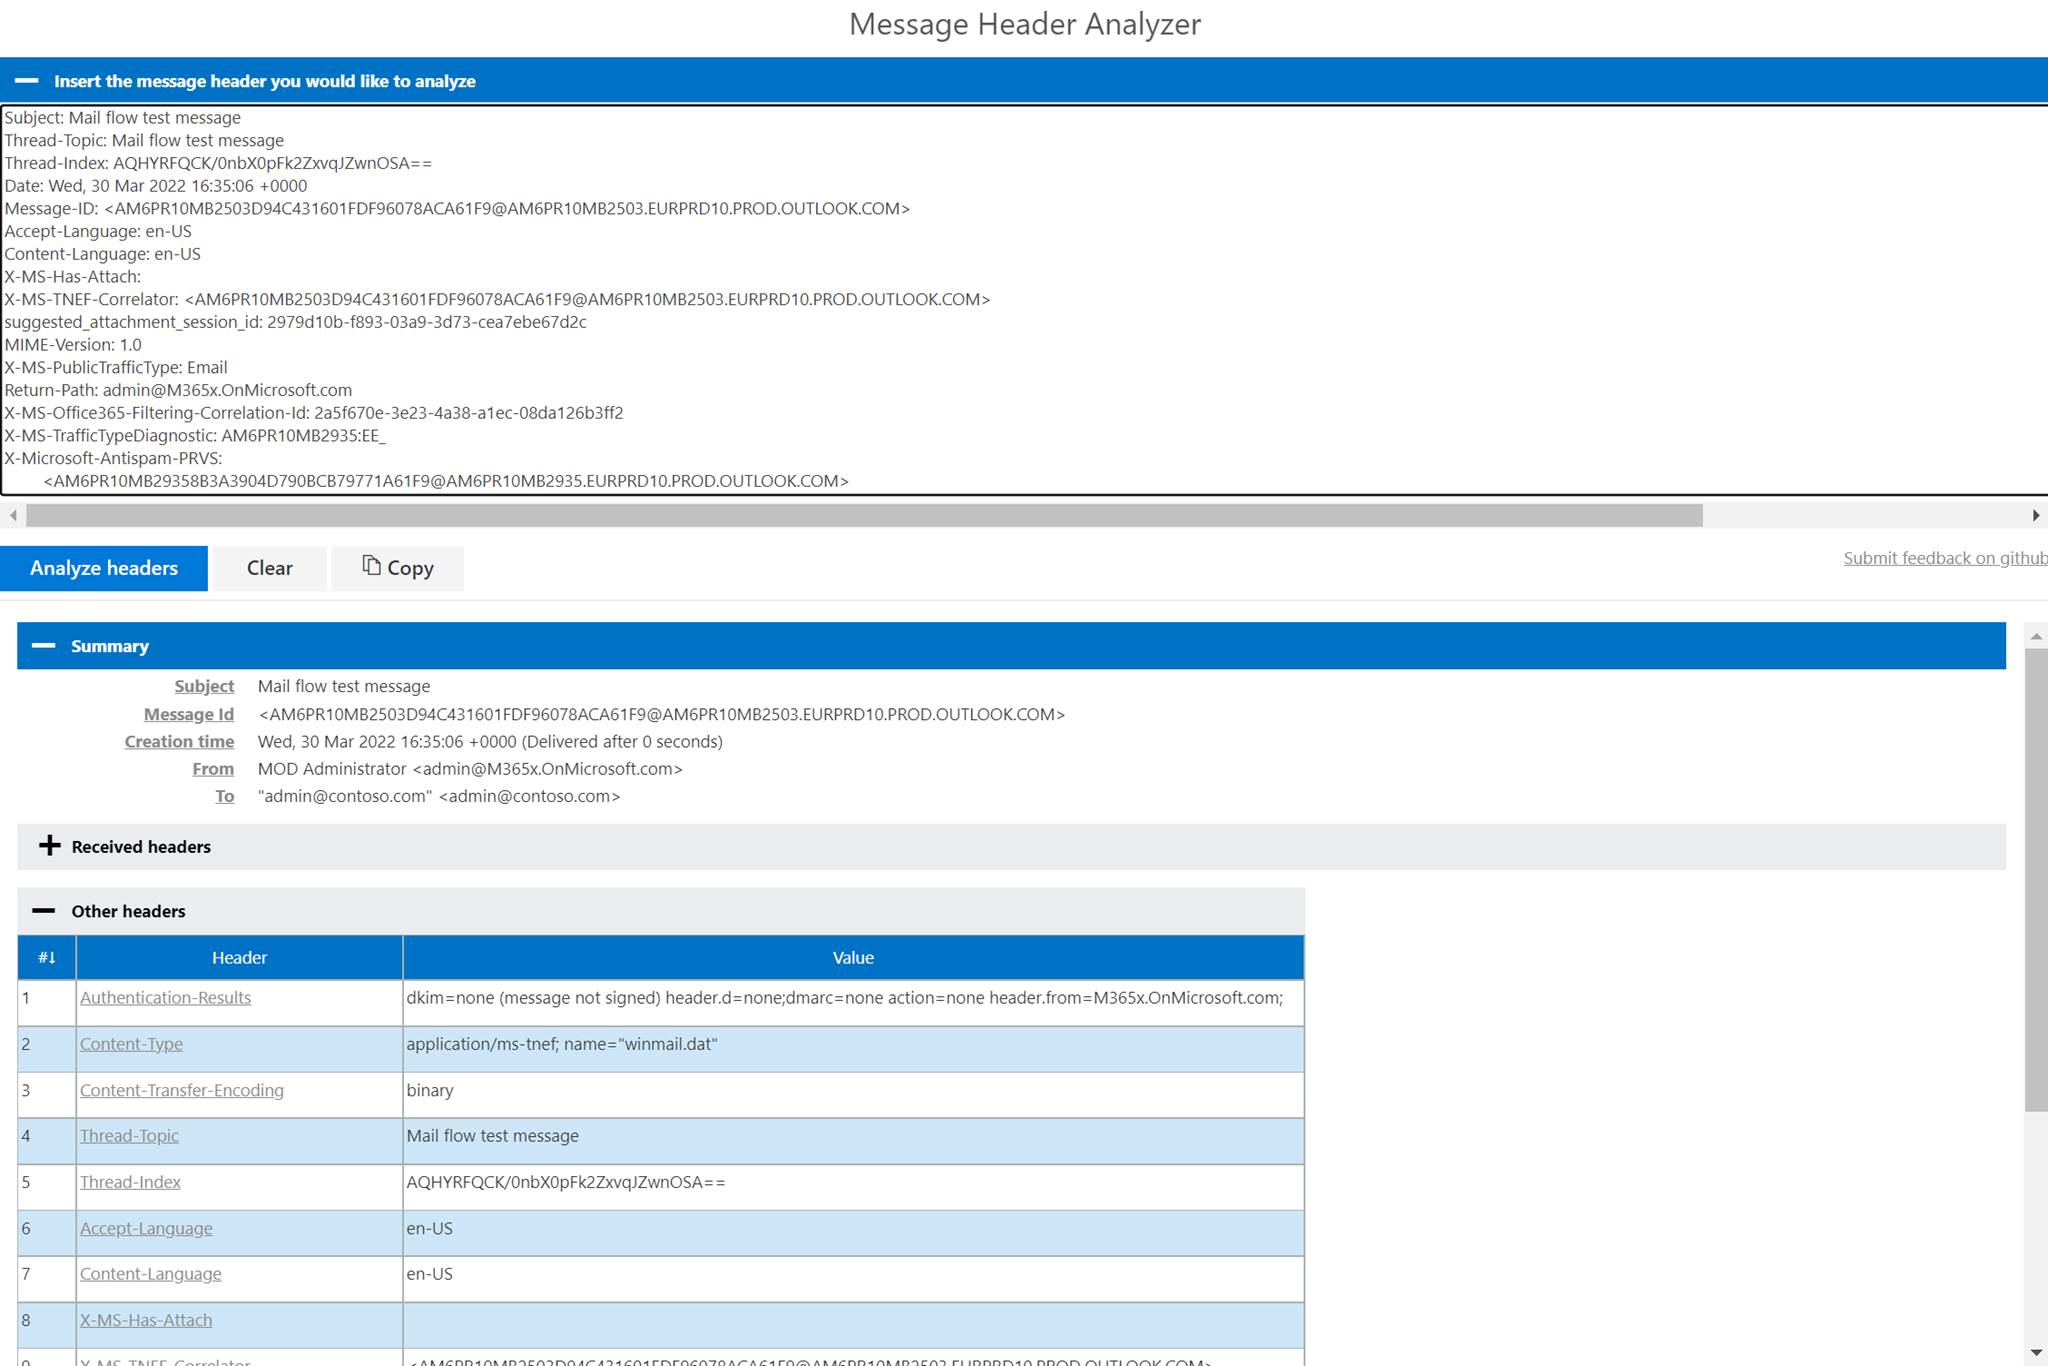 Message Header Analyzer
Insert the message header you would like to analyze
Subject: Mail flow test message
Thread-Topic: Mail flow test message
Thread-Index: AQHYRFQCK/0nbX0pFk2ZxvqJZwnOSA==
Date: Wed, 30 Mar 2022 16:35:06 +0000
Message-ID: <AM6PR10MB2503D94C431601FDF96078ACA61F9@AM6PR10MB2503.EURPRD10.PROD.OUTLOOK.COM>
Accept-Language: en-US
Content-Language: en-US
X-MS-Has-Attach:
X-MS-TNEF-Correlator: <AM6PR10MB2503D94C431601FDF96078ACA61F9@AM6PR10MB2503.EURPRD10.PROD.OUTLOOK.COM>
suggested_attachment_session_id: 2979d10b-f893-03a9-3d73-cea7ebe67d2c
MIME-Version: 1.0
X-MS-PublicTrafficType: Email
Return-Path: admin@M365x.OnMicrosoft.com
X-MS-Office365-Filtering-Correlation-Id: 2a5f670e-3e23-4a38-a1ec-08da126b3ff2
X-MS-TrafficTypeDiagnostic: AM6PR10MB2935:EE_
X-Microsoft-Antispam-PRVS:
<AM6PR10MB29358B3A3904D790BCB79771A61F9@AM6PR10MB2935.EURPRD10.PROD.OUTLOOK.COM>
Analyze headers Clear Copy Submit feedback on github
Summary
Subject Mail flow test message
Message Id <AM6PR10MB2503D94C431601FDF96078ACA61F9@AM6PR10MB2503.EURPRD10.PROD.OUTLOOK.COM>
Creation time Wed, 30 Mar 2022 16:35:06 +0000 (Delivered after 0 seconds)
From MOD Administrator <admin@M365x.OnMicrosoft.com>
To "admin@contoso.com" <admin@contoso.com>
Received headers
Other headers
#↓ Header Value
1 Authentication-Results dkim=none (message not signed) header.d=none;dmarc=none action=none header.from=M365x.OnMicrosoft.com;
2 Content-Type application/ms-tnef; name="winmail.dat"
3 Content-Transfer-Encoding binary
4 Thread-Topic Mail flow test message
5 Thread-Index AQHYRFQCK/0nbX0pFk2ZxvqJZwnOSA==
6 Accept-Language en-US
7 Content-Language en-US
8 X-MS-Has-Attach
9 X-MS-TNEF-Correlator <AM6PR10MB2503D94C431601FDF96078ACA61F9@AM6PR10MB2503.EURPRD10.PROD.OUTLOOK.COM>